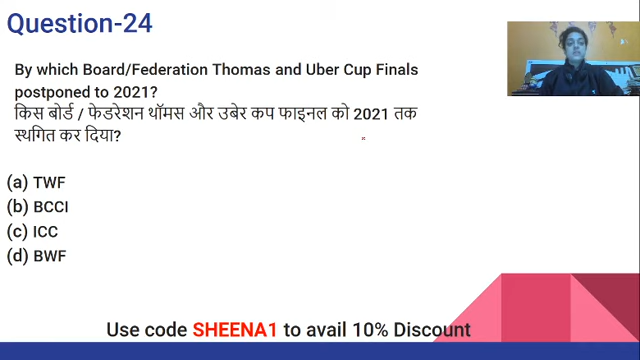 Question-24
By which Board/Federation Thomas and Uber Cup Finals
postponed to 2021?
किस बोर्ड / फेडरेशन थॉमस और उबेर कप फाइनल को 2021 तक
स्थगित कर दिया?
(a) TWF
(b) BCCI
(c) ICC
(d) BWF
Use code SHEENA1 to avail 10% Discount